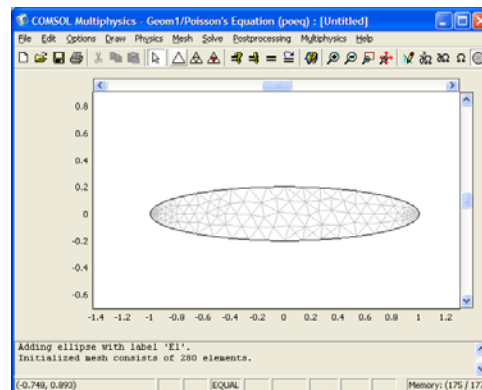 COMSOL Multiphysics - Geom1/Poisson's Equation (poeq) : [Untitled]
File Edit Options Draw Physics Mesh Solve Postprocessing Multiphysics Help
0.8
0.6
0.4
0.2
0
-0.2
-0.4
-0.6
-1.4 -1.2 -1 -0.8 -0.6 -0.4 -0.2 0 0.2 0.4 0.6 0.8 1 1.2
Adding ellipse with label 'E1'.
Initialized mesh consists of 280 elements.
(-0.748, 0.893) EQUAL Memory: (175 / 177